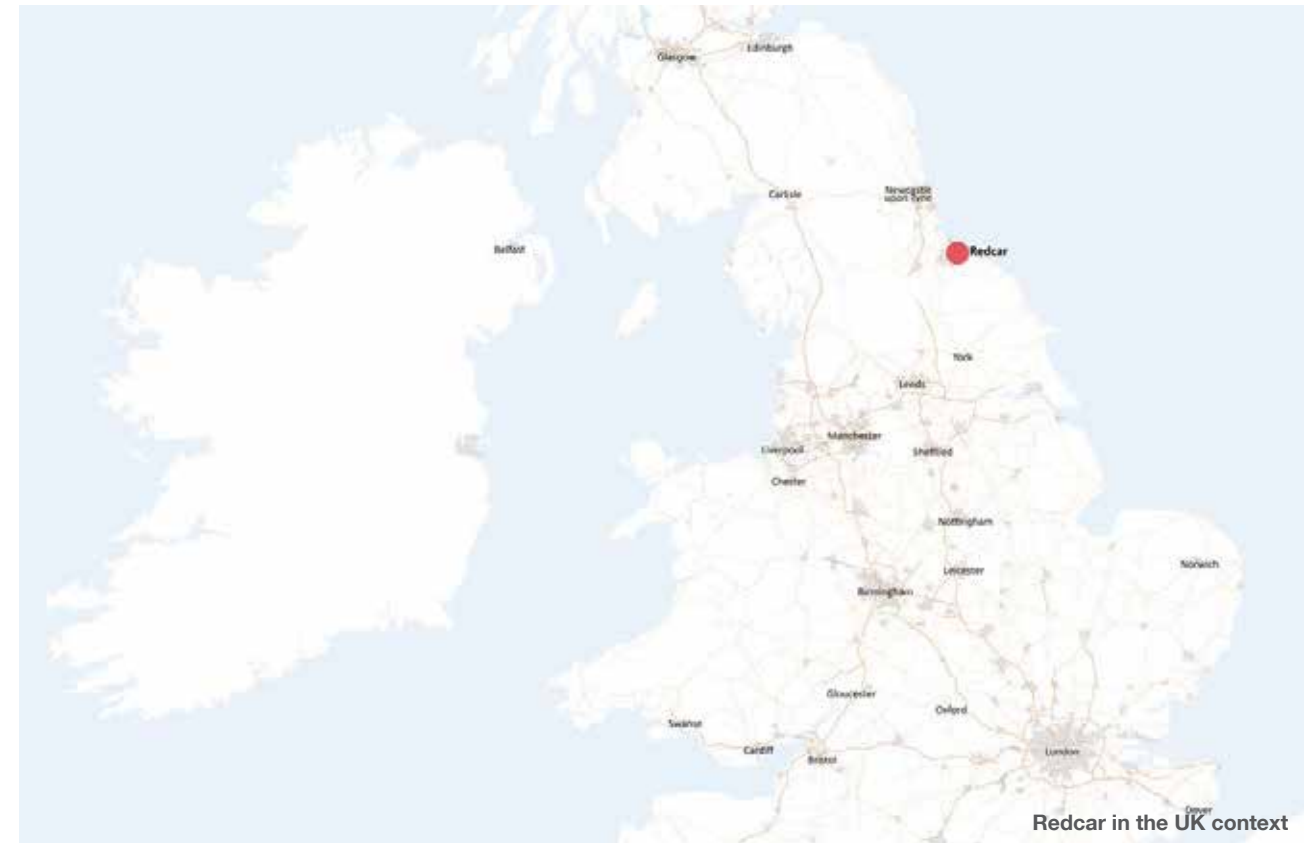 Edinburgh
Glasgow
Carlisle
Newcastle
upon Tyne
Belfast
Redcar
York
Leeds
Manchester
Liverpool
Sheffield
Chester
Nottingham
Norwich
Leicester
Birmingham
Gloucester
Oxford
Swansea
Cardiff
London
Bristol
Dover
Redcar in the UK context